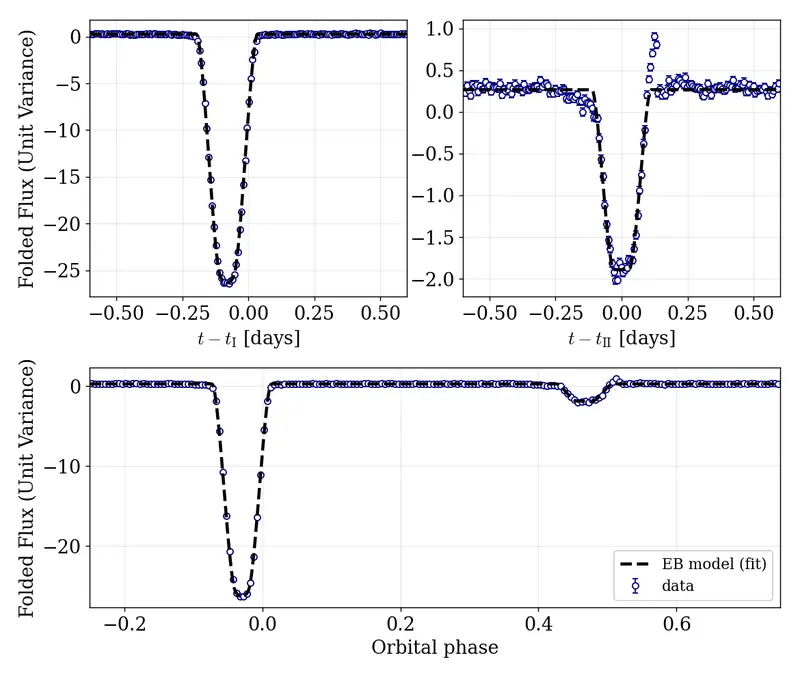 Folded Flux (Unit Variance)
0
−5
−10
−15
−20
−25
−0.50 −0.25 0.00 0.25 0.50
t − tI [days]
1.0
0.5
0.0
−0.5
−1.0
−1.5
−2.0
−0.50 −0.25 0.00 0.25 0.50
t − tII [days]
Folded Flux (Unit Variance)
0
−10
−20
EB model (fit)
data
−0.2 0.0 0.2 0.4 0.6
Orbital phase